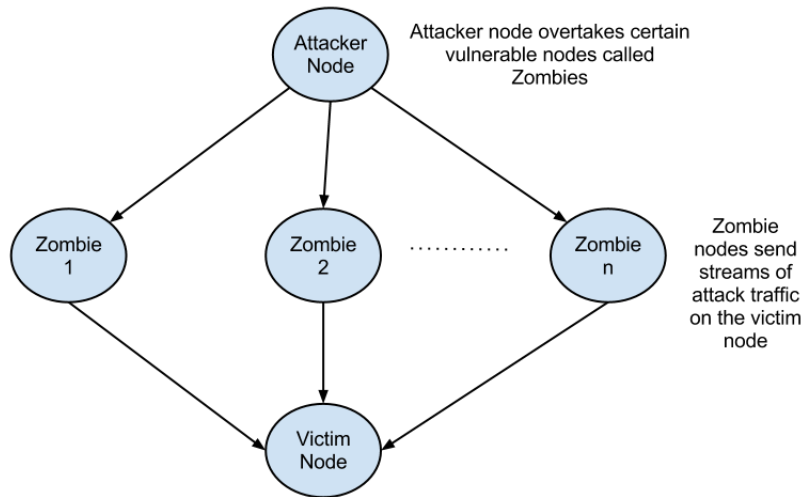 Attacker
Node
Attacker node overtakes certain
vulnerable nodes called
Zombies
Zombie
1
Zombie
2
............
Zombie
n
Zombie
nodes send
streams of
attack traffic
on the victim
node
Victim
Node